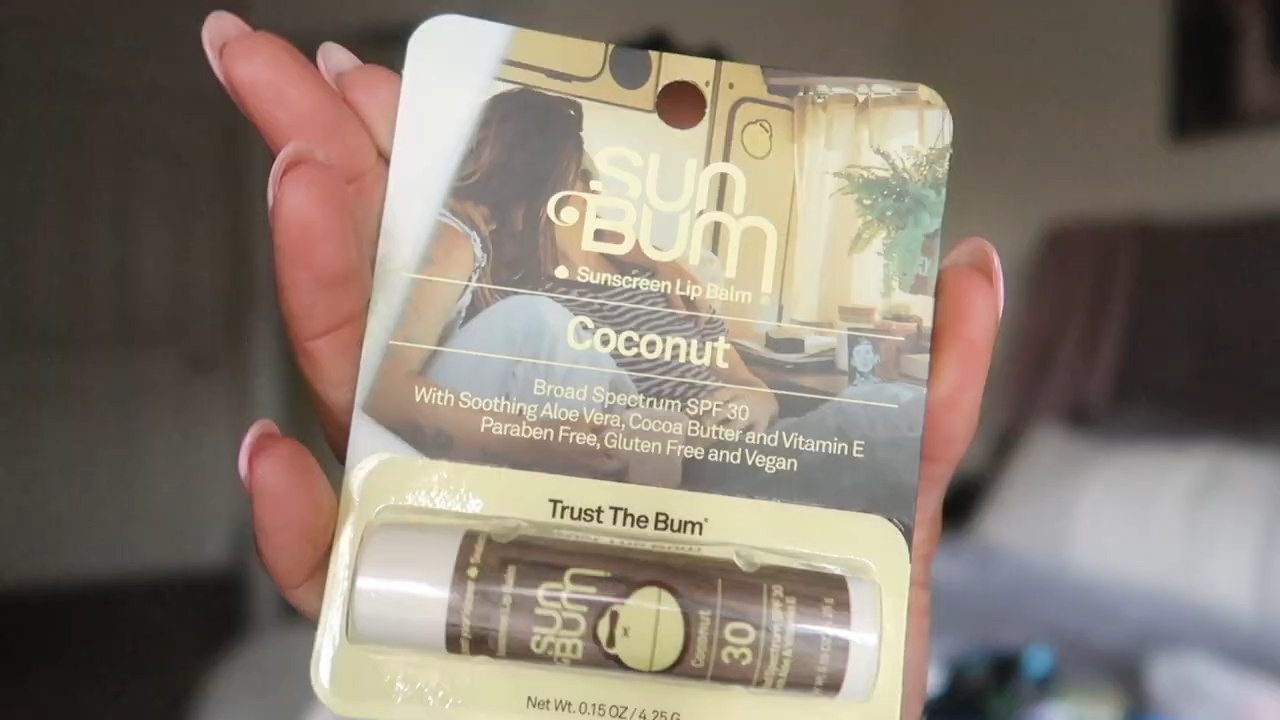 SUN
BUM
Sunscreen Lip Balm
Coconut
Broad Spectrum SPF 30
With Soothing Aloe Vera, Cocoa Butter and Vitamin E
Paraben Free, Gluten Free and Vegan
Trust The Bum®
SUN
BUM
Coconut
30
Net Wt. 0.15 OZ / 4.25 G